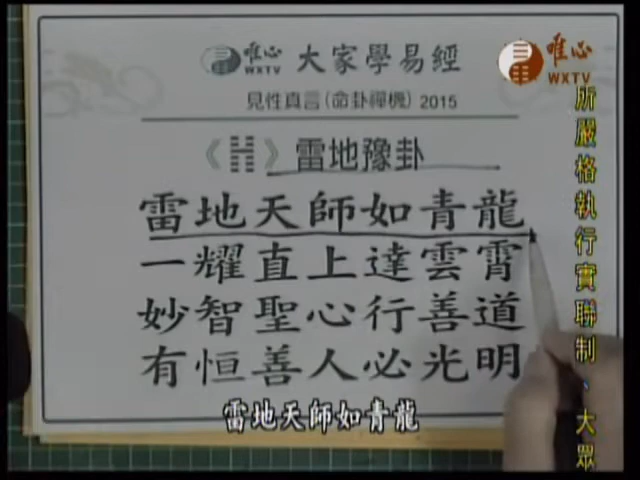 唯心
WXTV
大家學易經
唯心
WXTV
見性真言(命卦禪機) 2015
《䷏》雷地豫卦
雷地天師如青龍
一耀直上達雲霄
妙智聖心行善道
有恒善人必光明
雷地天師如青龍
所嚴格執行實聯制、大眾